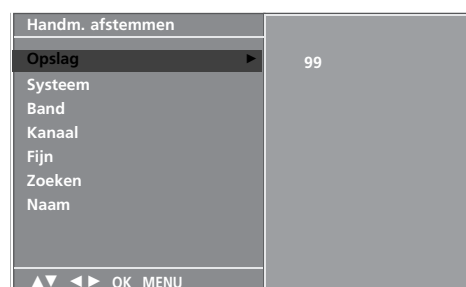 Handm. afstemmen
Opslag ► 99
Systeem
Band
Kanaal
Fijn
Zoeken
Naam
▲▼ ◄► OK MENU